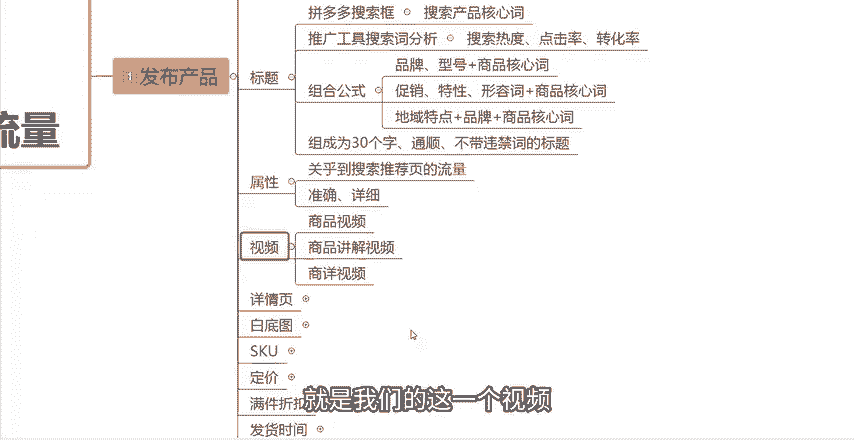 流量
发布产品
标题
拼多多搜索框
搜索产品核心词
推广工具搜索词分析
搜索热度、点击率、转化率
组合公式
品牌、型号+商品核心词
促销、特性、形容词+商品核心词
地域特点+品牌+商品核心词
组成为30个字、通顺、不带违禁词的标题
属性
关乎到搜索推荐页的流量
准确、详细
视频
商品视频
商品讲解视频
商详视频
详情页
白底图
SKU
定价
满件折扣
发货时间
就是我们的这一个视频